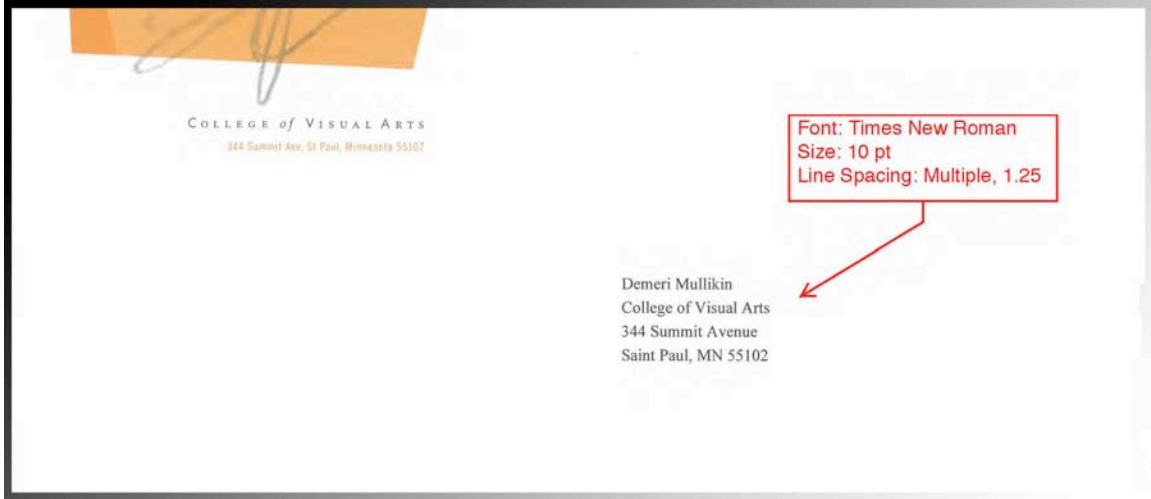 COLLEGE of VISUAL ARTS
344 Summit Ave, St Paul, Minnesota 55102
Font: Times New Roman
Size: 10 pt
Line Spacing: Multiple, 1.25
Demeri Mullikin
College of Visual Arts
344 Summit Avenue
Saint Paul, MN 55102